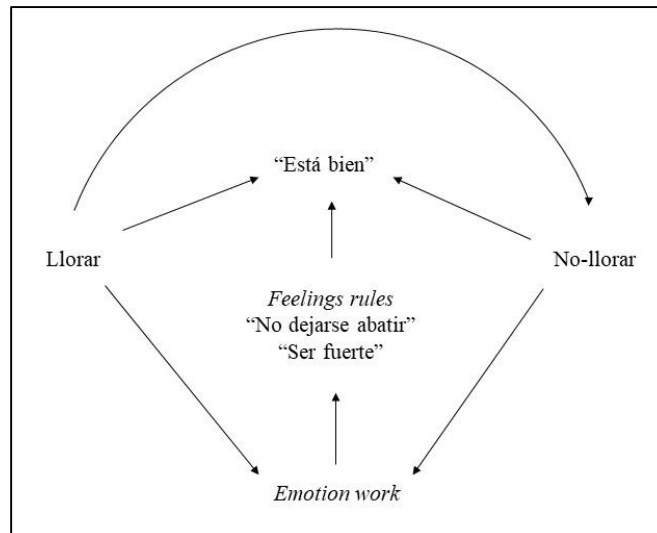 “Está bien”
Llorar
No-llorar
Feelings rules
“No dejarse abatir”
“Ser fuerte”
Emotion work